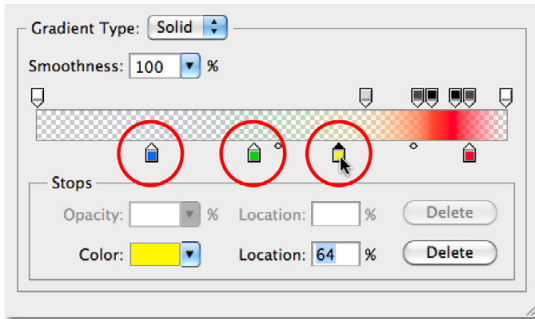 Gradient Type: Solid
Smoothness: 100 %
Stops
Opacity: % Location: % Delete
Color: Location: 64 % Delete